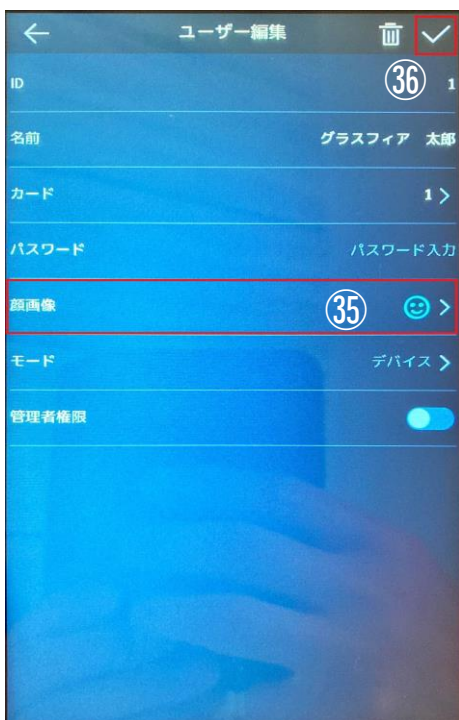 ユーザー編集
㊱
ID 1
名前 グラスフィア 太郎
カード 1 >
パスワード パスワード入力
顔画像 ㉟ >
モード デバイス >
管理者権限